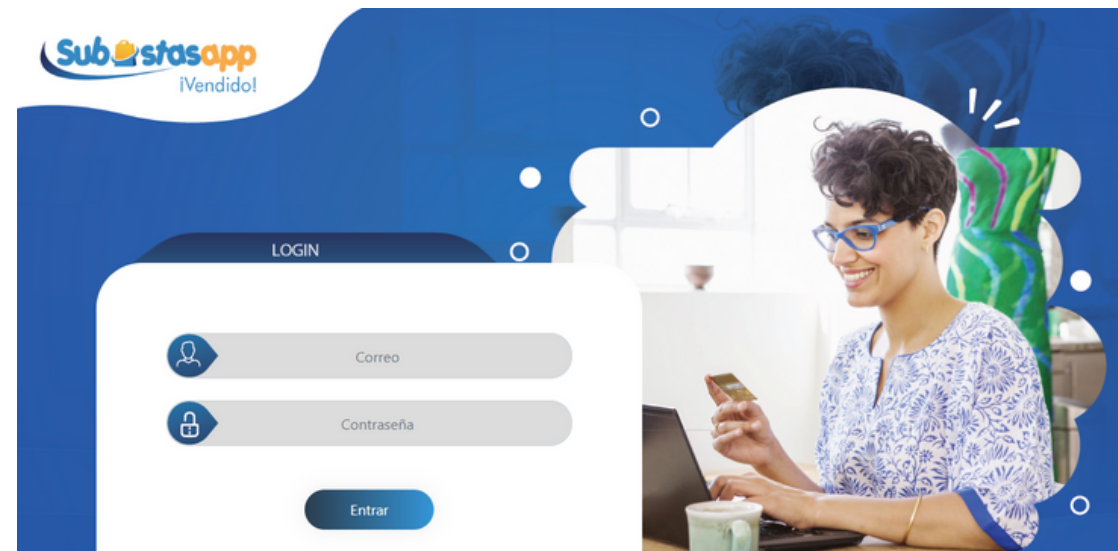 Subastasapp
¡Vendido!
LOGIN
Correo
Contraseña
Entrar